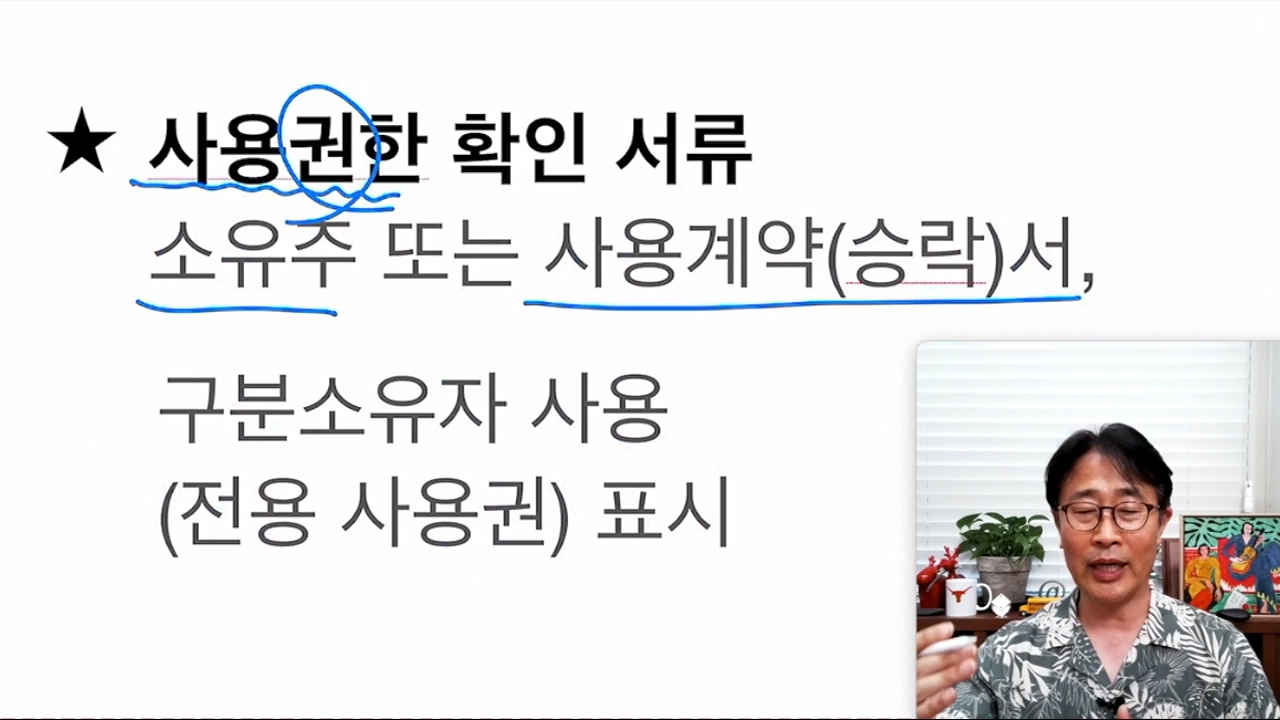 ★ 사용권한 확인 서류
소유주 또는 사용계약(승락)서,
구분소유자 사용
(전용 사용권) 표시